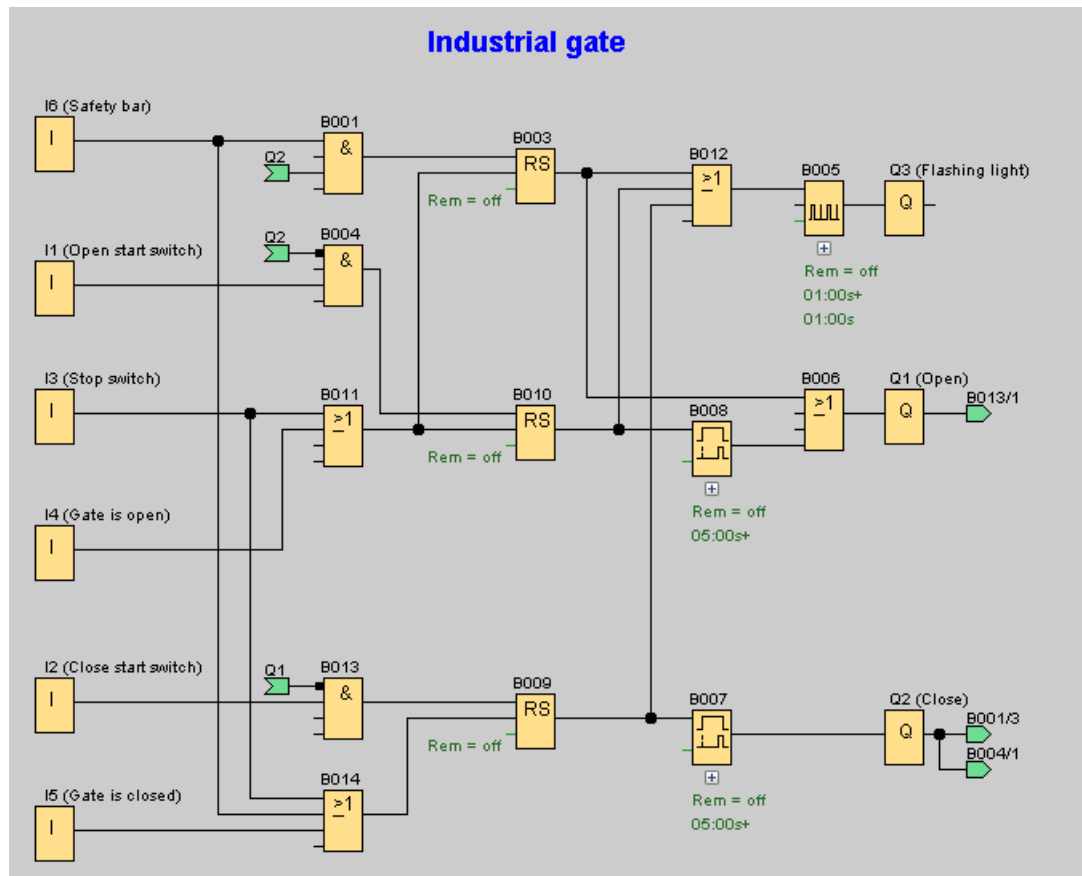 Industrial gate
I6 (Safety bar)
I
B001
&
Q2
B003
RS
Rem = off
B012
>1
B005
Q3 (Flashing light)
Q
Rem = off
01:00s+
01:00s
I1 (Open start switch)
I
Q2
B004
&
I3 (Stop switch)
I
B011
>1
B010
RS
Rem = off
B008
Rem = off
05:00s+
B006
>1
Q1 (Open)
Q
B013/1
I4 (Gate is open)
I
I2 (Close start switch)
I
Q1
B013
&
B009
RS
Rem = off
B007
Rem = off
05:00s+
Q2 (Close)
Q
B001/3
B004/1
I5 (Gate is closed)
I
B014
>1